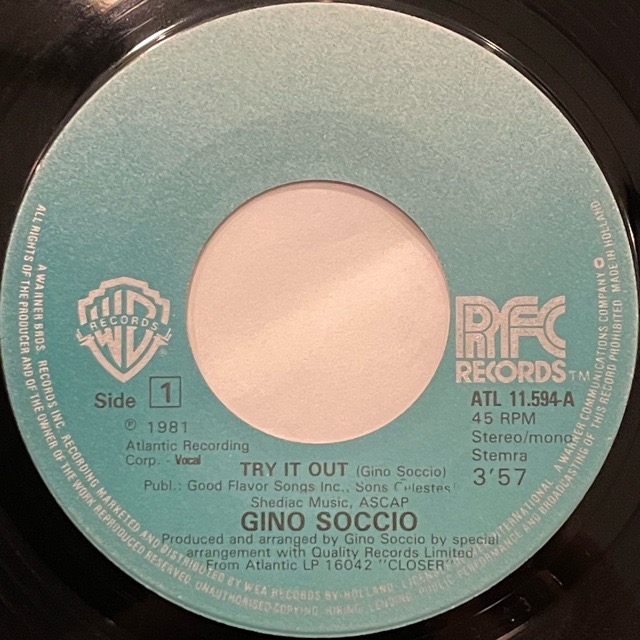 RECORDS
RFC
RECORDS™
Side 1
ATL 11.594-A
℗ 1981
45 RPM
Atlantic Recording
Stereo/mono
Corp. - Vocal
Stemra
TRY IT OUT (Gino Soccio)
3'57
Publ.: Good Flavor Songs Inc., Sons Celestes
Shediac Music, ASCAP
GINO SOCCIO
Produced and arranged by Gino Soccio by special
arrangement with Quality Records Limited
From Atlantic LP 16042 "CLOSER"
ALL RIGHTS OF THE PRODUCER AND OF THE OWNER OF THE WORK REPRODUCED RESERVED. UNAUTHORISED COPYING, HIRING, LENDING, PUBLIC PERFORMANCE AND BROADCASTING OF THIS RECORD
A WARNER BROS. RECORDS INC. RECORDING MARKETED AND DISTRIBUTED BY WEA RECORDS BV-HOLLAND. INTERNATIONAL A WARNER COMMUNICATIONS COMPANY MADE IN HOLLAND.